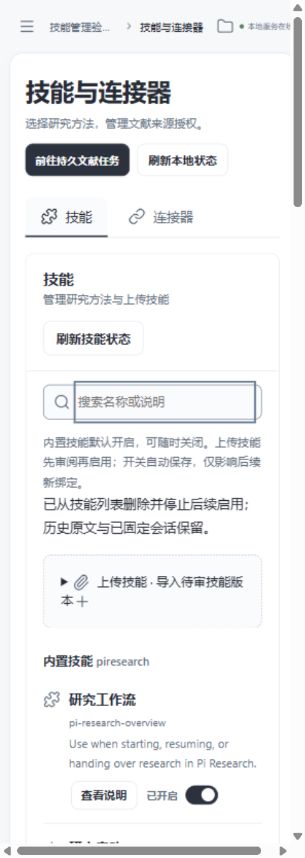 技能管理验... > 技能与连接器 本地服务在线
技能与连接器
选择研究方法，管理文献来源授权。
前往持久文献任务 刷新本地状态
技能 连接器
技能
管理研究方法与上传技能
刷新技能状态
搜索名称或说明
内置技能默认开启，可随时关闭。上传技能
先审阅再启用；开关自动保存，仅影响后续
新绑定。
已从技能列表删除并停止后续启用；
历史原文与已固定会话保留。
上传技能 · 导入待审技能版
本
内置技能 piresearch
研究工作流
pi-research-overview
Use when starting, resuming, or
handing over research in Pi Research.
查看说明 已开启